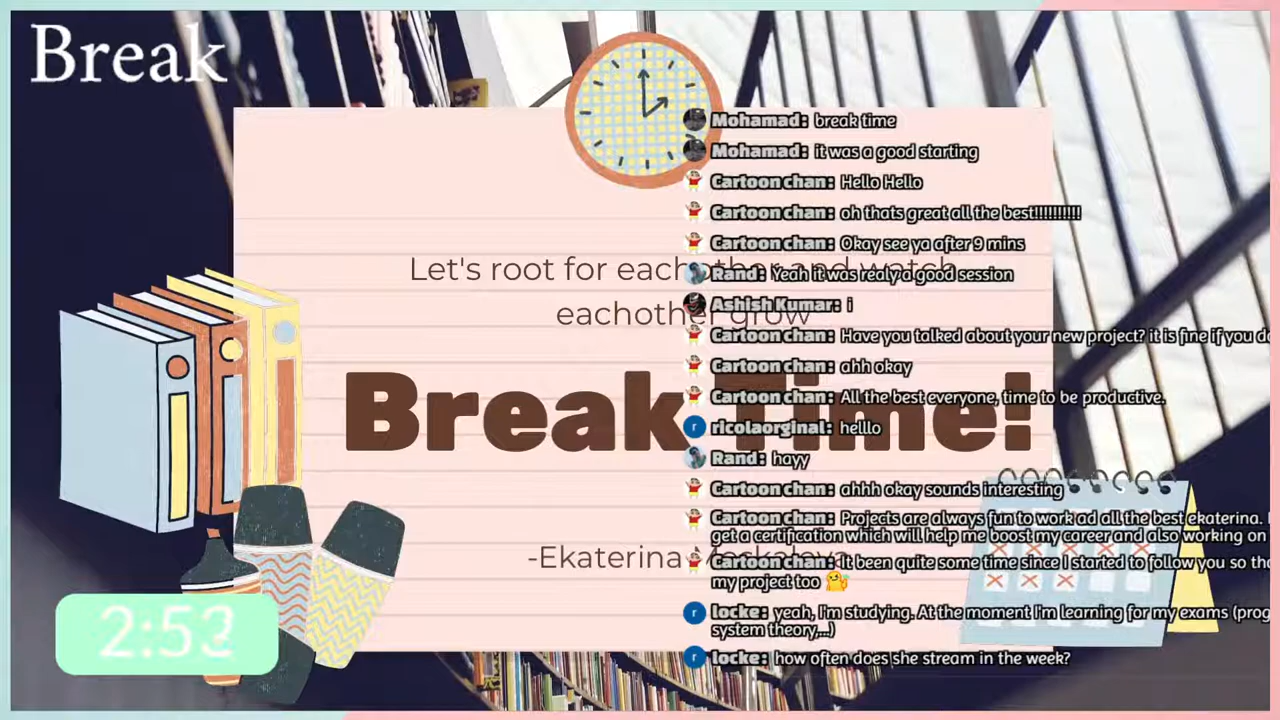 Break
Mohamad: break time
Mohamad: it was a good starting
Cartoon chan: Hello Hello
Cartoon chan: oh thats great all the best!!!!!!!!!!
Cartoon chan: Okay see ya after 9 mins
Let's root for eachother and watch
Rand: Yeah it was realy a good session
Ashish Kumar: i
eachother grow
Cartoon chan: Have you talked about your new project? it is fine if you
Cartoon chan: ahh okay
Cartoon chan: All the best everyone, time to be productive.
Break Time!
ricolaorginal: helllo
Rand: hayy
Cartoon chan: ahhh okay sounds interesting
Cartoon chan: Projects are always fun to work ad all the best ekaterina.
get a certification which will help me boost my career and also working on
-Ekaterina
Cartoon chan: It been quite some time since I started to follow you so
my project too
2:53
locke: yeah, I'm studying. At the moment I'm learning for my exams
system theory,...)
locke: how often does she stream in the week?